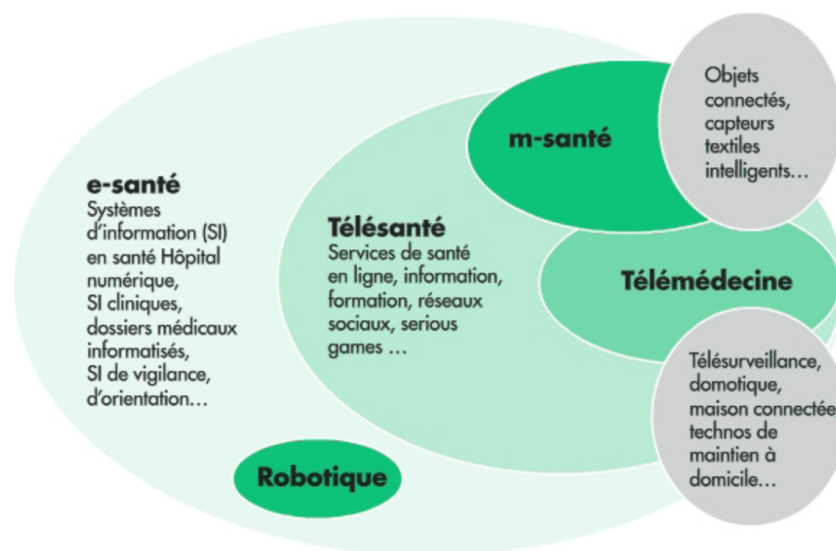 e-santé
Systèmes
d'information (SI)
en santé Hôpital
numérique,
SI cliniques,
dossiers médicaux
informatisés,
SI de vigilance,
d'orientation...
Télésanté
Services de santé
en ligne, information,
formation, réseaux
sociaux, serious
games ...
m-santé
Objets
connectés,
capteurs
textiles
intelligents...
Télémédecine
Télésurveillance,
domotique,
maison connectée
technos de
maintien à
domicile...
Robotique